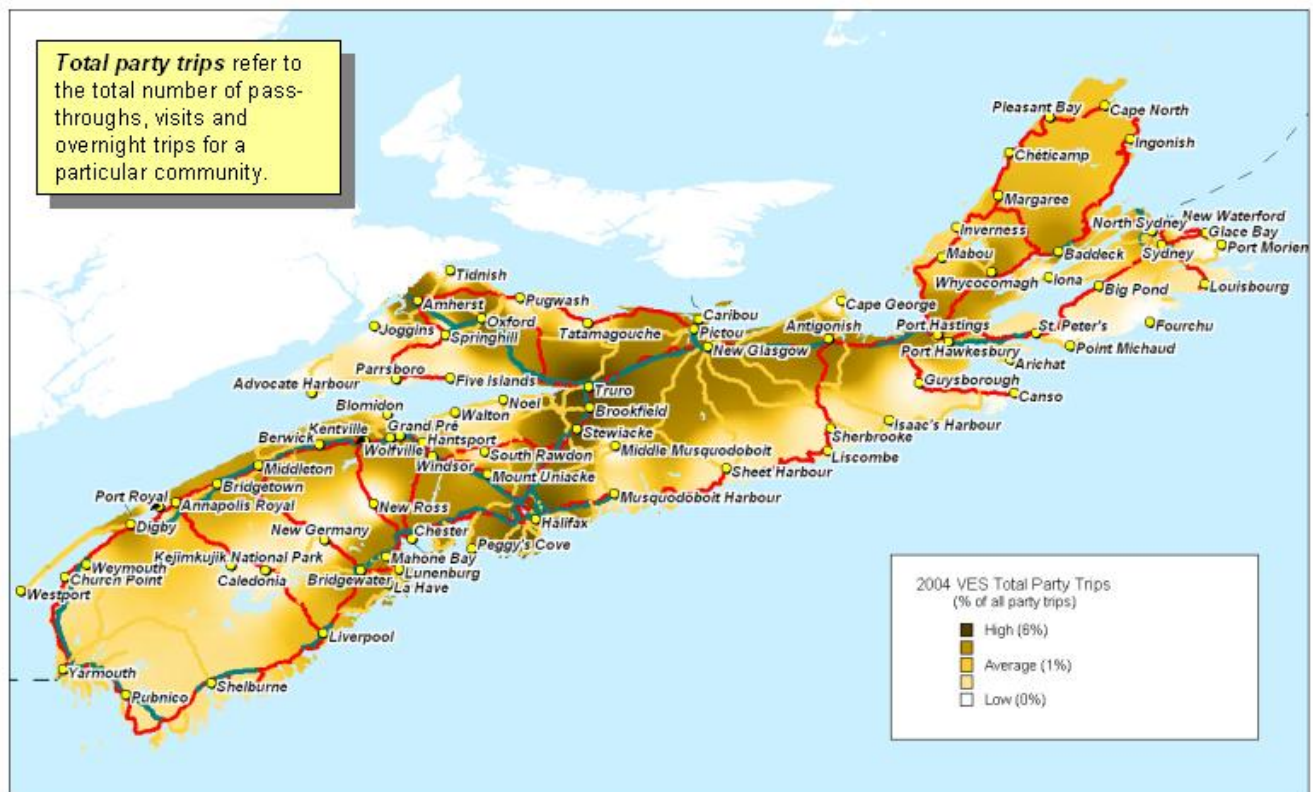 Total party trips refer to
the total number of pass-
throughs, visits and
overnight trips for a
particular community.
Pleasant Bay
Cape North
Ingonish
Chéticamp
Margaree
Inverness
North Sydney
New Waterford
Glace Bay
Port Morien
Mabou
Baddeck
Sydney
Whycocomagh
Iona
Big Pond
Louisbourg
Tidnish
Amherst
Pugwash
Cape George
Oxford
Caribou
Joggins
Springhill
Tatamagouche
Pictou
Antigonish
Port Hastings
St. Peter's
Fourchu
New Glasgow
Port Hawkesbury
Point Michaud
Arichat
Parrsboro
Advocate Harbour
Five Islands
Truro
Guysborough
Canso
Blomidon
Noel
Walton
Brookfield
Isaac's Harbour
Kentville
Grand Pré
Berwick
Wolfville
Hantsport
Stewiacke
Sherbrooke
South Rawdon
Middle Musquodoboit
Liscombe
Middleton
Windsor
Sheet Harbour
Bridgetown
Mount Uniacke
Port Royal
Annapolis Royal
New Ross
Musquodoboit Harbour
Digby
Halifax
New Germany
Chester
Peggy's Cove
Kejimkujik National Park
Mahone Bay
Weymouth
Church Point
Caledonia
Bridgewater
Lunenburg
La Have
Westport
Liverpool
Yarmouth
Shelburne
Pubnico
2004 VES Total Party Trips
(% of all party trips)
High (6%)
Average (1%)
Low (0%)